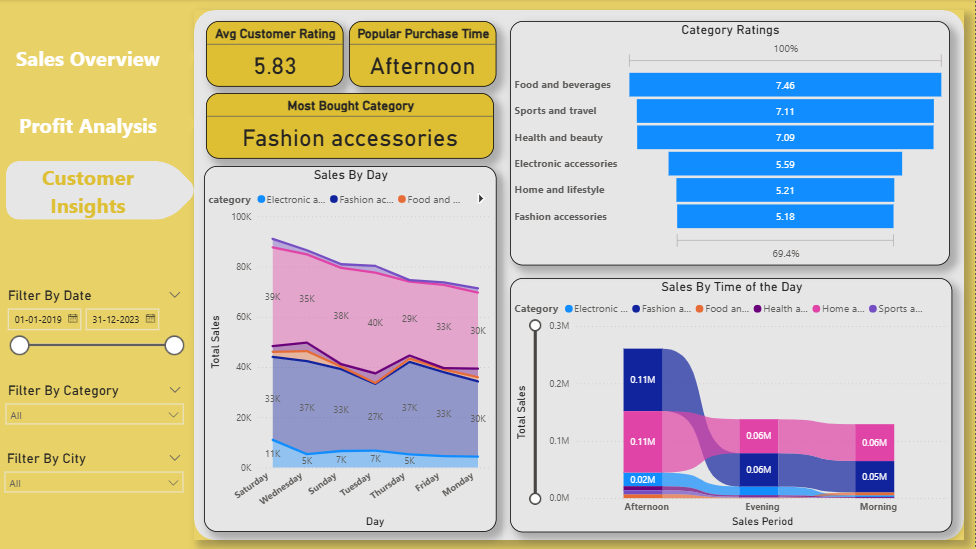 Sales Overview
Profit Analysis
Customer
Insights
Filter By Date
01-01-2019
31-12-2023
Filter By Category
All
Filter By City
All
Avg Customer Rating
5.83
Popular Purchase Time
Afternoon
Most Bought Category
Fashion accessories
Sales By Day
category Electronic a... Fashion ac... Food and ...
100K
80K
60K
40K
20K
0K
Total Sales
39K 35K 38K 40K 29K 33K 30K
33K 37K 33K 27K 37K 33K 30K
11K 5K 7K 7K 5K
Saturday Wednesday Sunday Tuesday Thursday Friday Monday
Day
Category Ratings
100%
Food and beverages 7.46
Sports and travel 7.11
Health and beauty 7.09
Electronic accessories 5.59
Home and lifestyle 5.21
Fashion accessories 5.18
69.4%
Sales By Time of the Day
Category Electronic ... Fashion a... Food an... Health a... Home a... Sports a...
0.3M
0.2M
0.1M
0.0M
Total Sales
0.11M
0.11M 0.06M 0.06M
0.02M 0.06M 0.05M
Afternoon Evening Morning
Sales Period